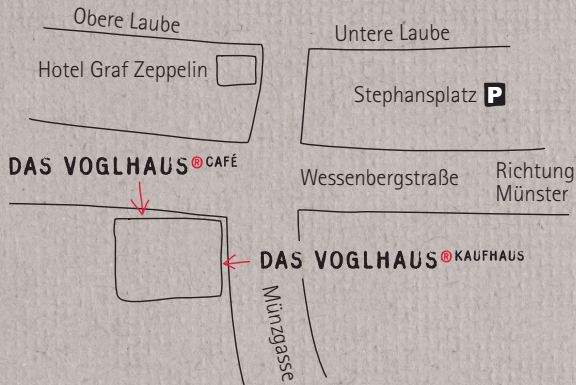 Obere Laube
Untere Laube
Hotel Graf Zeppelin
Stephansplatz P
DAS VOGLHAUS® CAFÉ
Wessenbergstraße
Richtung
Münster
DAS VOGLHAUS® KAUFHAUS
Münzgasse